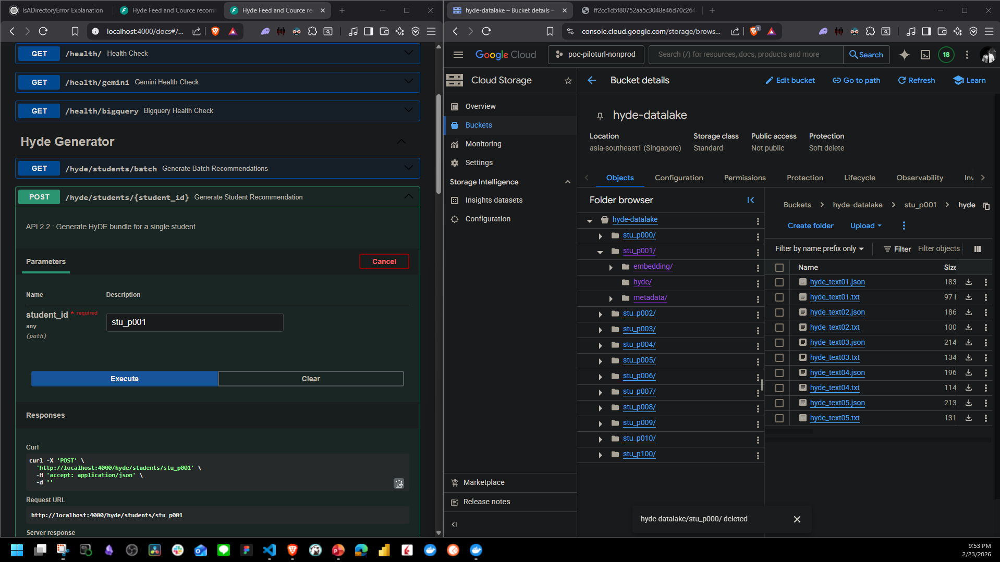 IsADirectoryError Explanation
Hyde Feed and Cource recomm
Hyde Feed and Cource re
localhost:4000/docs#/...
GET /health/ Health Check
GET /health/gemini Gemini Health Check
GET /health/bigquery Bigquery Health Check
Hyde Generator
GET /hyde/students/batch Generate Batch Recommendations
POST /hyde/students/{student_id} Generate Student Recommendation
API 2.2 : Generate HyDE bundle for a single student
Parameters
Cancel
Name Description
student_id * required
any
(path)
stu_p001
Execute
Clear
Responses
Curl
curl -X 'POST' \
'http://localhost:4000/hyde/students/stu_p001' \
-H 'accept: application/json' \
-d ''
Request URL
http://localhost:4000/hyde/students/stu_p001
Server response
hyde-datalake – Bucket details –
ff2cc1d5f80752aa5c3048e46d70c264
console.cloud.google.com/storage/brows...
1
Google Cloud
poc-piloturl-nonprod
Search (/) for resources, docs, products and more
Search
18
Cloud Storage
Bucket details
Edit bucket
Go to path
Refresh
Learn
Overview
Buckets
Monitoring
Settings
Storage Intelligence
Insights datasets
Configuration
Marketplace
Release notes
hyde-datalake
Location Storage class Public access Protection
asia-southeast1 (Singapore) Standard Not public Soft delete
Objects Configuration Permissions Protection Lifecycle Observability Inv
Folder browser
hyde-datalake
stu_p000/
stu_p001/
embedding/
hyde/
metadata/
stu_p002/
stu_p003/
stu_p004/
stu_p005/
stu_p006/
stu_p007/
stu_p008/
stu_p009/
stu_p010/
stu_p100/
Buckets hyde-datalake stu_p001 hyde
Create folder Upload
Filter by name prefix only Filter Filter objects
Name Size
hyde_text01.json 183
hyde_text01.txt 97
hyde_text02.json 186
hyde_text02.txt 100
hyde_text03.json 214
hyde_text03.txt 134
hyde_text04.json 196
hyde_text04.txt 114
hyde_text05.json 213
hyde_text05.txt 131
hyde-datalake/stu_p000/ deleted
9:53 PM
2/23/2026